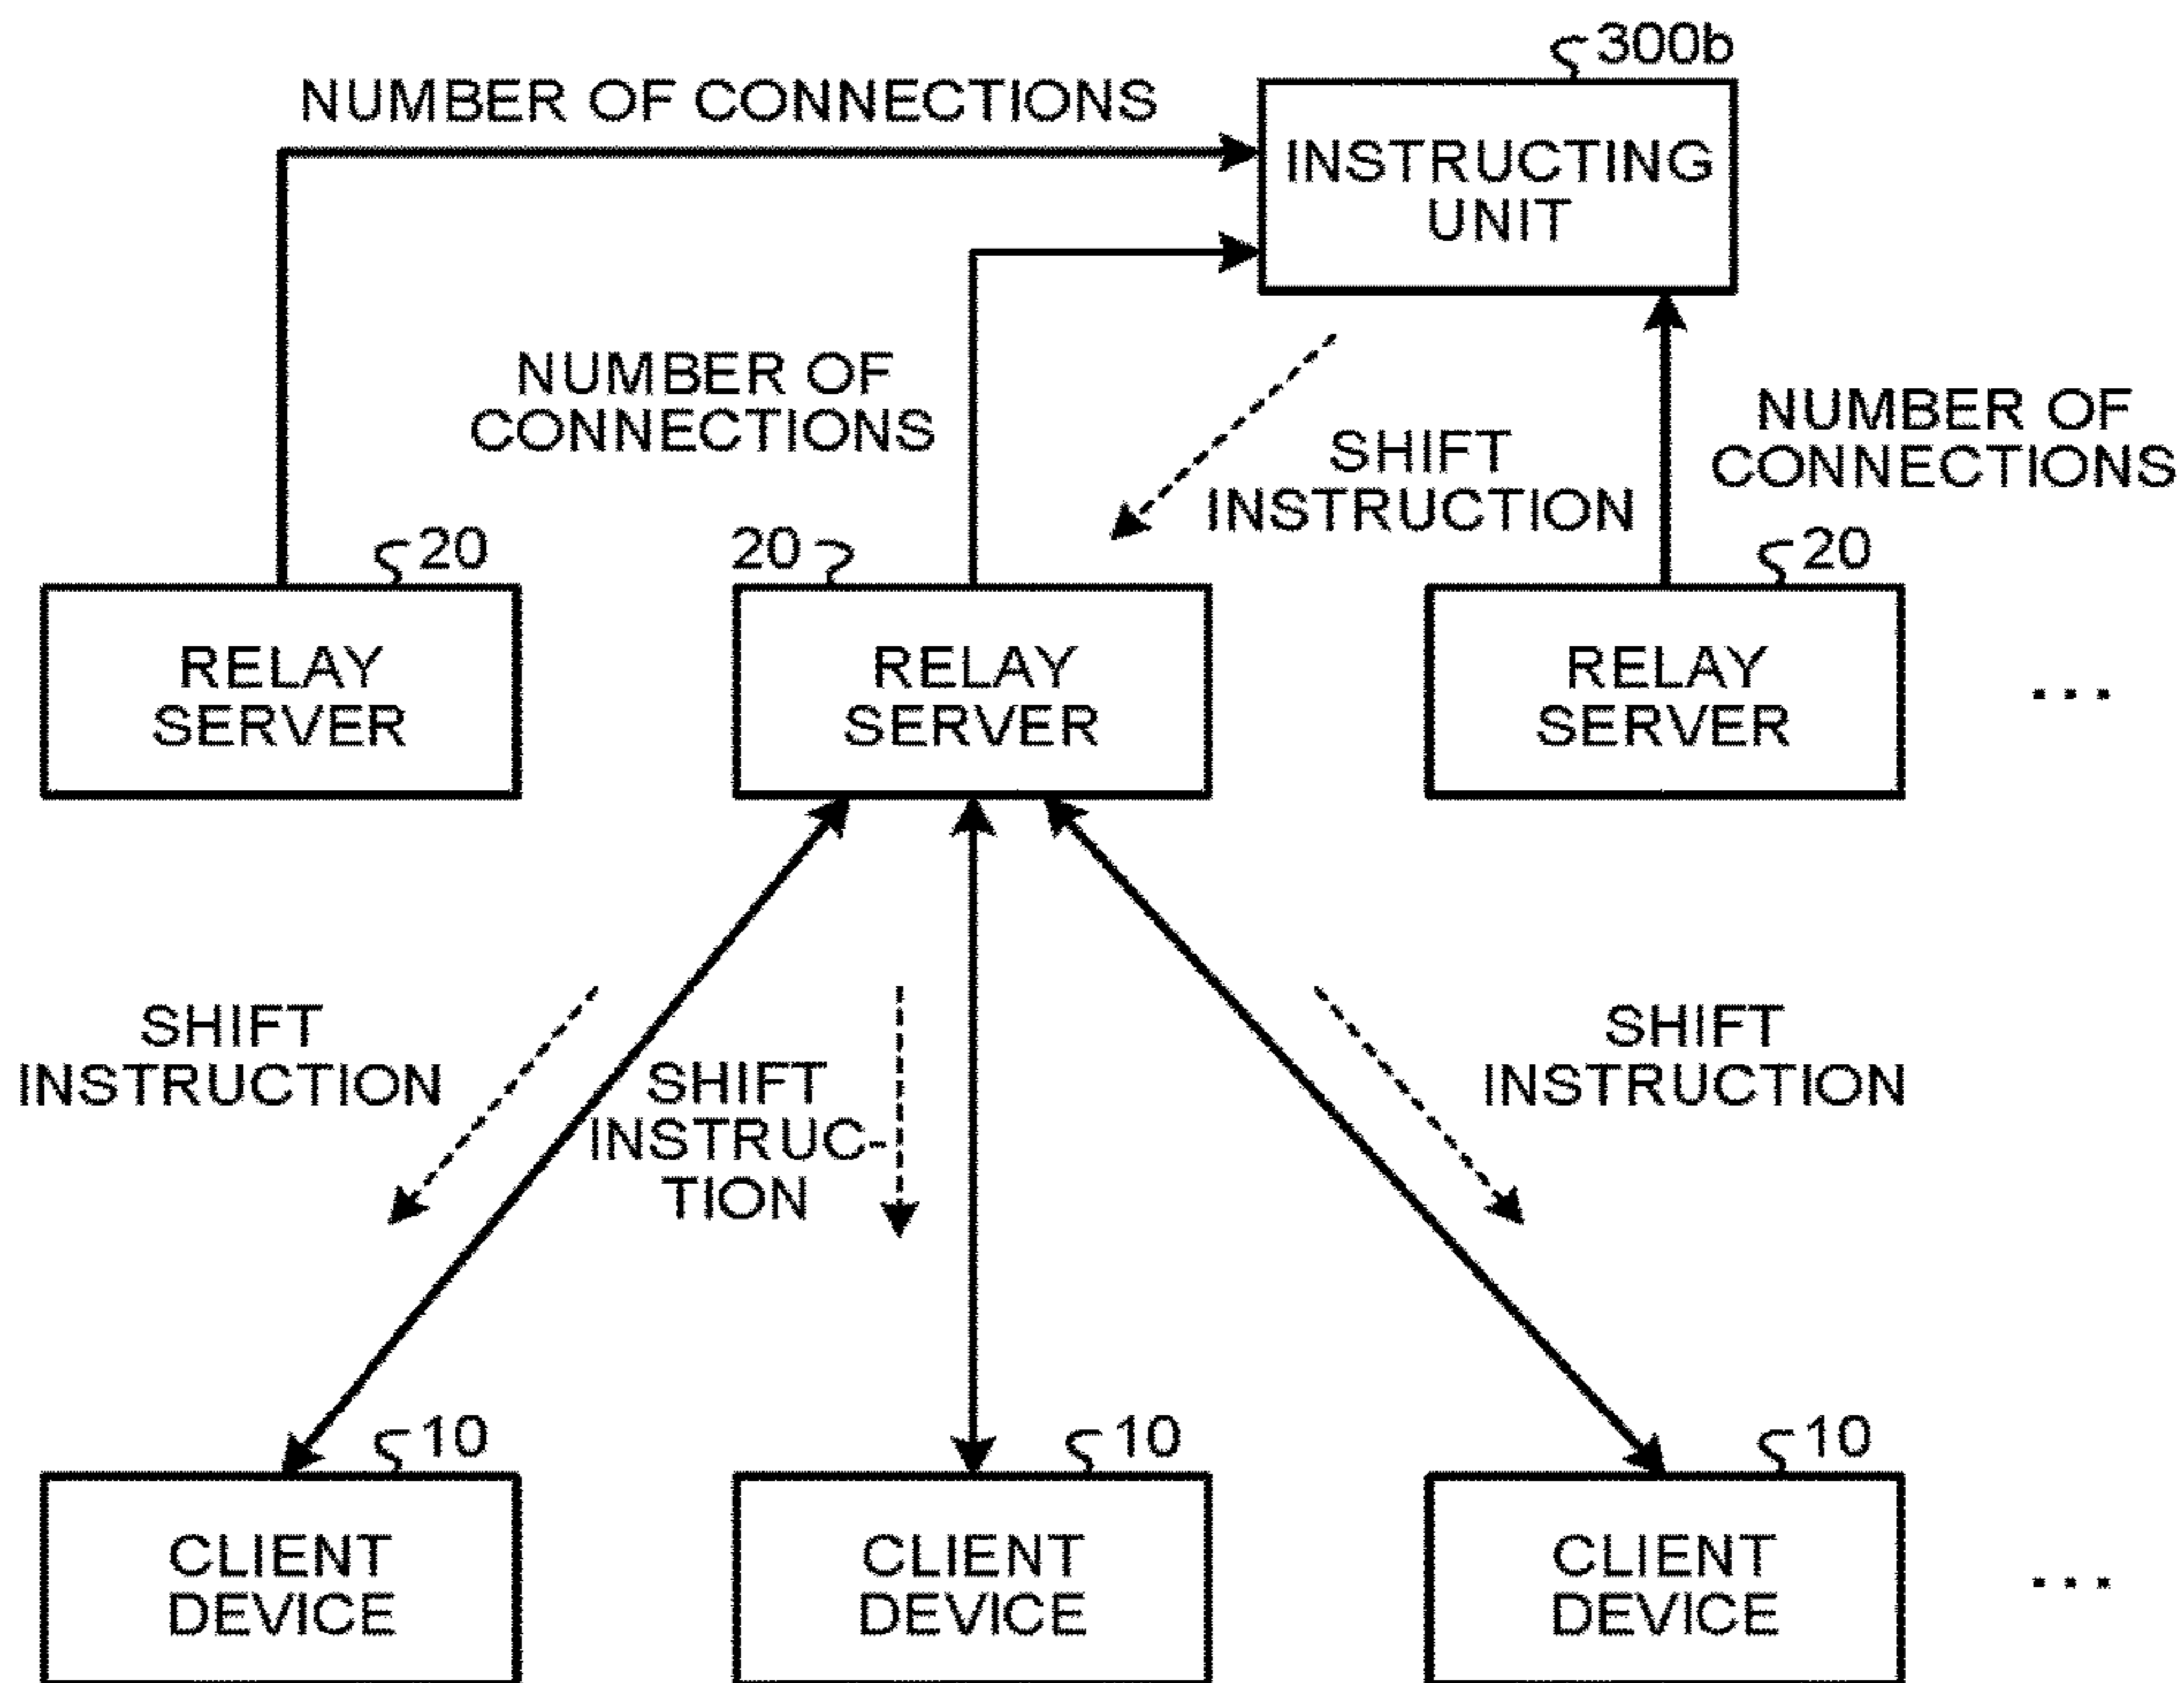 300b
NUMBER OF CONNECTIONS
INSTRUCTING
UNIT
NUMBER OF
CONNECTIONS
SHIFT
INSTRUCTION
NUMBER OF
CONNECTIONS
20
20
20
RELAY
SERVER
RELAY
SERVER
RELAY
SERVER
...
SHIFT
INSTRUCTION
SHIFT
INSTRUC-
TION
SHIFT
INSTRUCTION
10
10
10
CLIENT
DEVICE
CLIENT
DEVICE
CLIENT
DEVICE
...